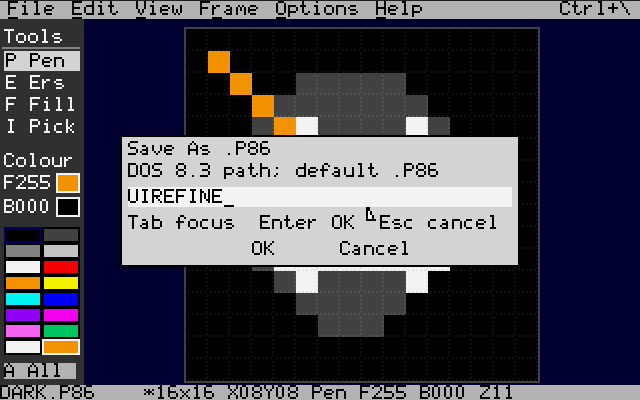 File Edit View Frame Options Help Ctrl+\
Tools
P Pen
E Ers
F Fill
I Pick
Colour
F255
B000
A All
Save As .P86
DOS 8.3 path; default .P86
UIREFINE_
Tab focus Enter OK Esc cancel
OK Cancel
DARK.P86 *16x16 X08Y08 Pen F255 B000 Z11